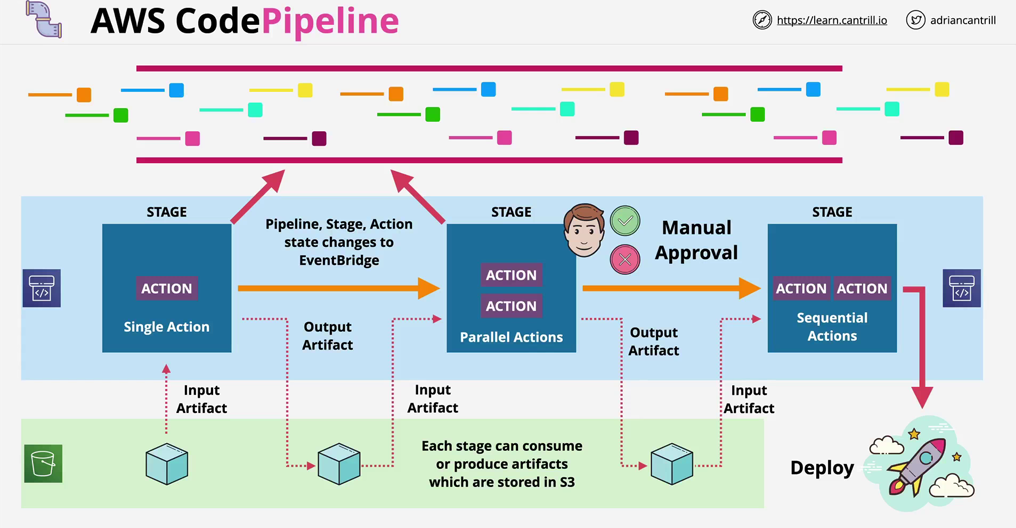 AWS CodePipeline
https://learn.cantrill.io
adriancantrill
STAGE
STAGE
STAGE
Pipeline, Stage, Action
state changes to
EventBridge
Manual
Approval
ACTION
Single Action
ACTION
ACTION
Parallel Actions
ACTION
ACTION
Sequential
Actions
Output
Artifact
Output
Artifact
Input
Artifact
Input
Artifact
Input
Artifact
Each stage can consume
or produce artifacts
which are stored in S3
Deploy